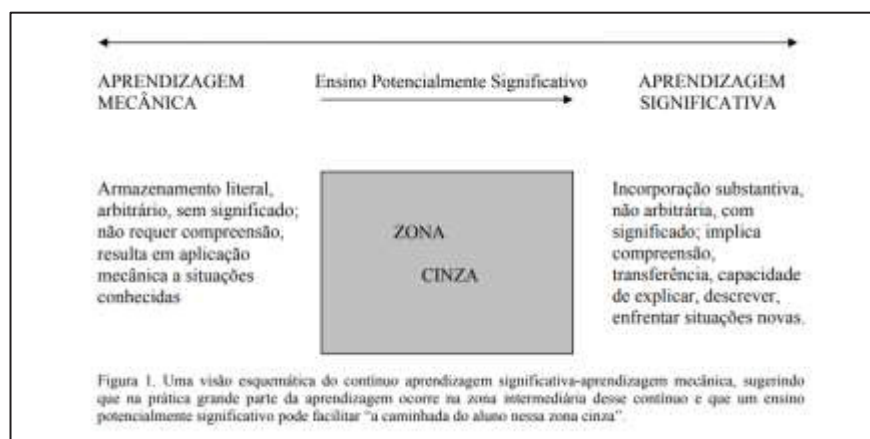 APRENDIZAGEM MECÂNICA
Ensino Potencialmente Significativo
APRENDIZAGEM SIGNIFICATIVA
Armazenamento literal,
arbitrário, sem significado;
não requer compreensão,
resulta em aplicação
mecânica a situações
conhecidas
ZONA
CINZA
Incorporação substantiva,
não arbitrária, com
significado; implica
compreensão,
transferência, capacidade
de explicar, descrever,
enfrentar situações novas.
Figura 1. Uma visão esquemática do contínuo aprendizagem significativa-aprendizagem mecânica, sugerindo
que na prática grande parte da aprendizagem ocorre na zona intermediária desse contínuo e que um ensino
potencialmente significativo pode facilitar “a caminhada do aluno nessa zona cinza”.